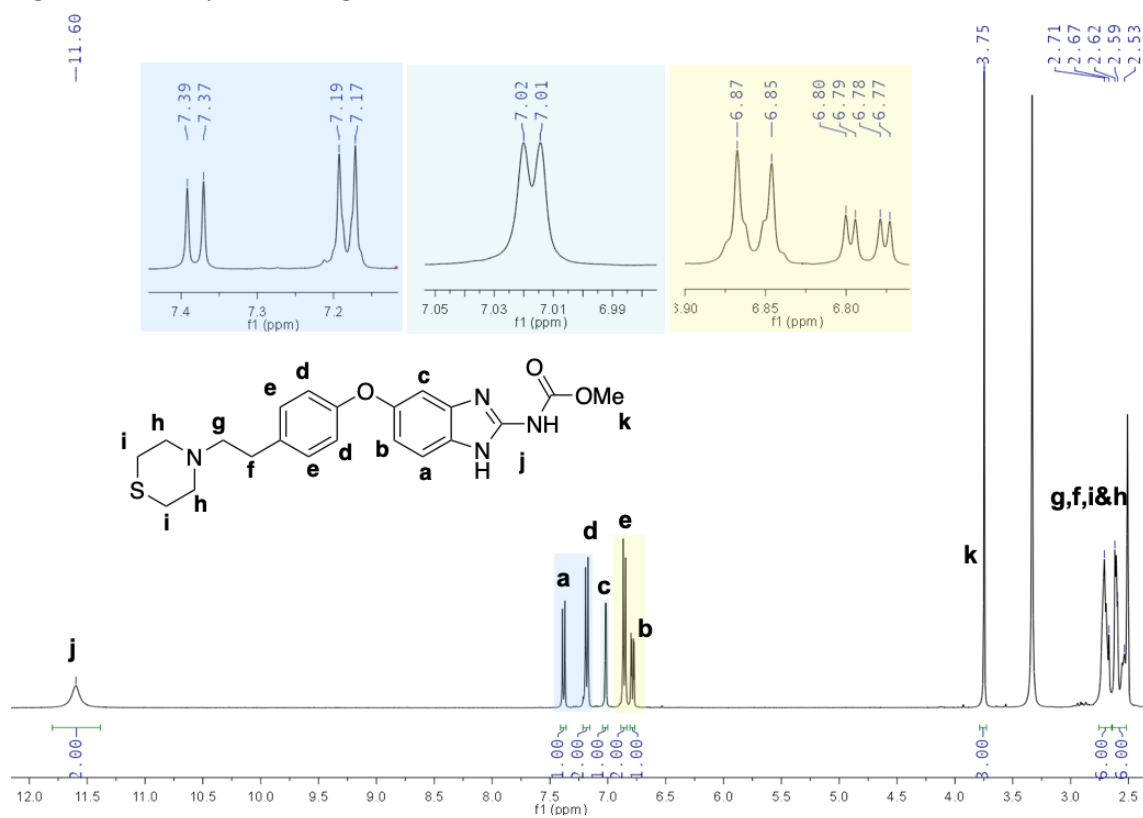 11.60
3.75
2.71
2.67
2.62
2.59
2.53
7.39
7.37
7.19
7.17
7.4
7.3
7.2
f1 (ppm)
7.02
7.01
7.05
7.03
7.01
6.99
f1 (ppm)
6.87
6.85
6.80
6.79
6.78
6.77
6.90
6.85
6.80
f1 (ppm)
d
e
O
c
N
O
OMe
k
h
g
i
N
f
e
d
b
a
N
H
NH
j
S
h
i
g,f,i&h
k
e
d
a
c
b
j
2.00
1.00
2.00
1.00
2.00
1.00
3.00
6.00
6.00
12.0 11.5 11.0 10.5 10.0 9.5 9.0 8.5 8.0 7.5 7.0 6.5 6.0 5.5 5.0 4.5 4.0 3.5 3.0 2.5
f1 (ppm)